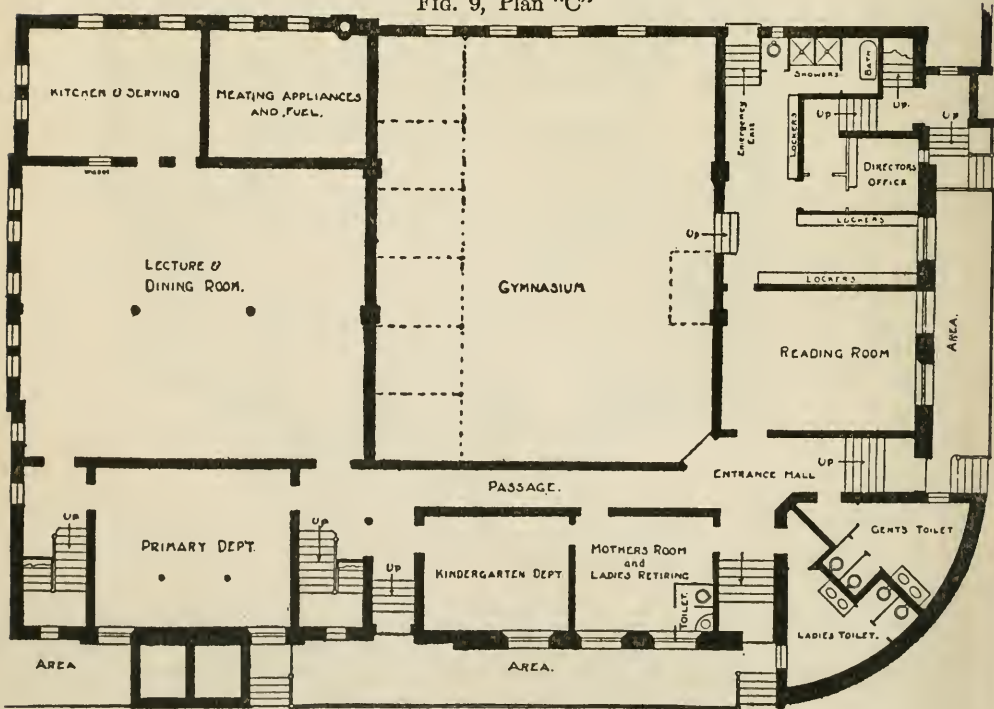 FIG. 9, Plan "C"
KITCHEN & SERVING
HEATING APPLIANCES
AND FUEL.
LECTURE &
DINING ROOM.
GYMNASIUM
Emergency
Exit
SHOWERS
BATH
Up.
Up
Up
LOCKERS
DIRECTORS
OFFICE
LOCKERS
Up
LOCKERS
READING ROOM
AREA.
Up
ENTRANCE HALL
PASSAGE.
Up
PRIMARY DEPT.
Up
Up
KINDERGARTEN DEPT
MOTHERS ROOM
and
LADIES RETIRING
TOILET.
GENTS TOILET
LADIES TOILET.
AREA
AREA.